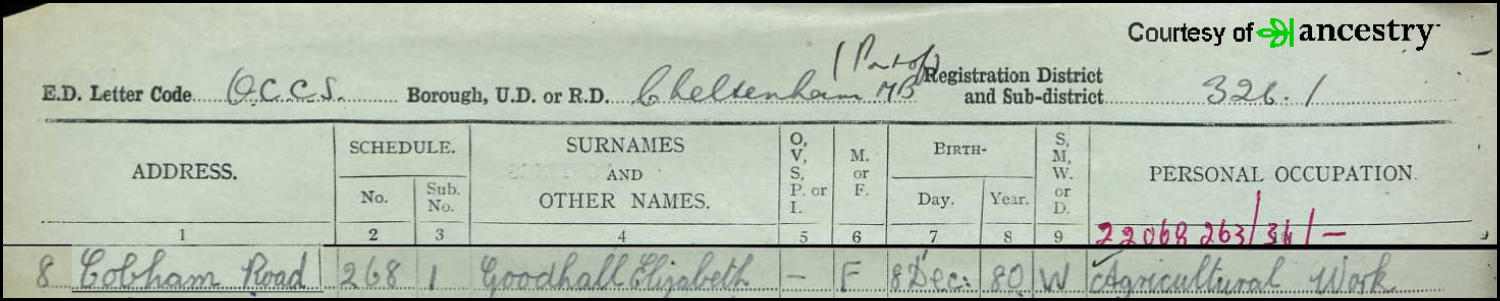 Courtesy of ancestry
(Part of)
E.D. Letter Code O.C.C.S. Borough, U.D. or R.D. Cheltenham MB Registration District and Sub-district 326.1
ADDRESS. SCHEDULE. No. Sub. No. SURNAMES AND OTHER NAMES. O, V, S, P. or I. M. or F. BIRTH- Day. Year. S, M, W. or D. PERSONAL OCCUPATION.
1 2 3 4 5 6 7 8 9 22068 263/36/-
8 Cobham Road 268 1 Goodhall Elizabeth - F 8 Dec: 80 W Agricultural Work